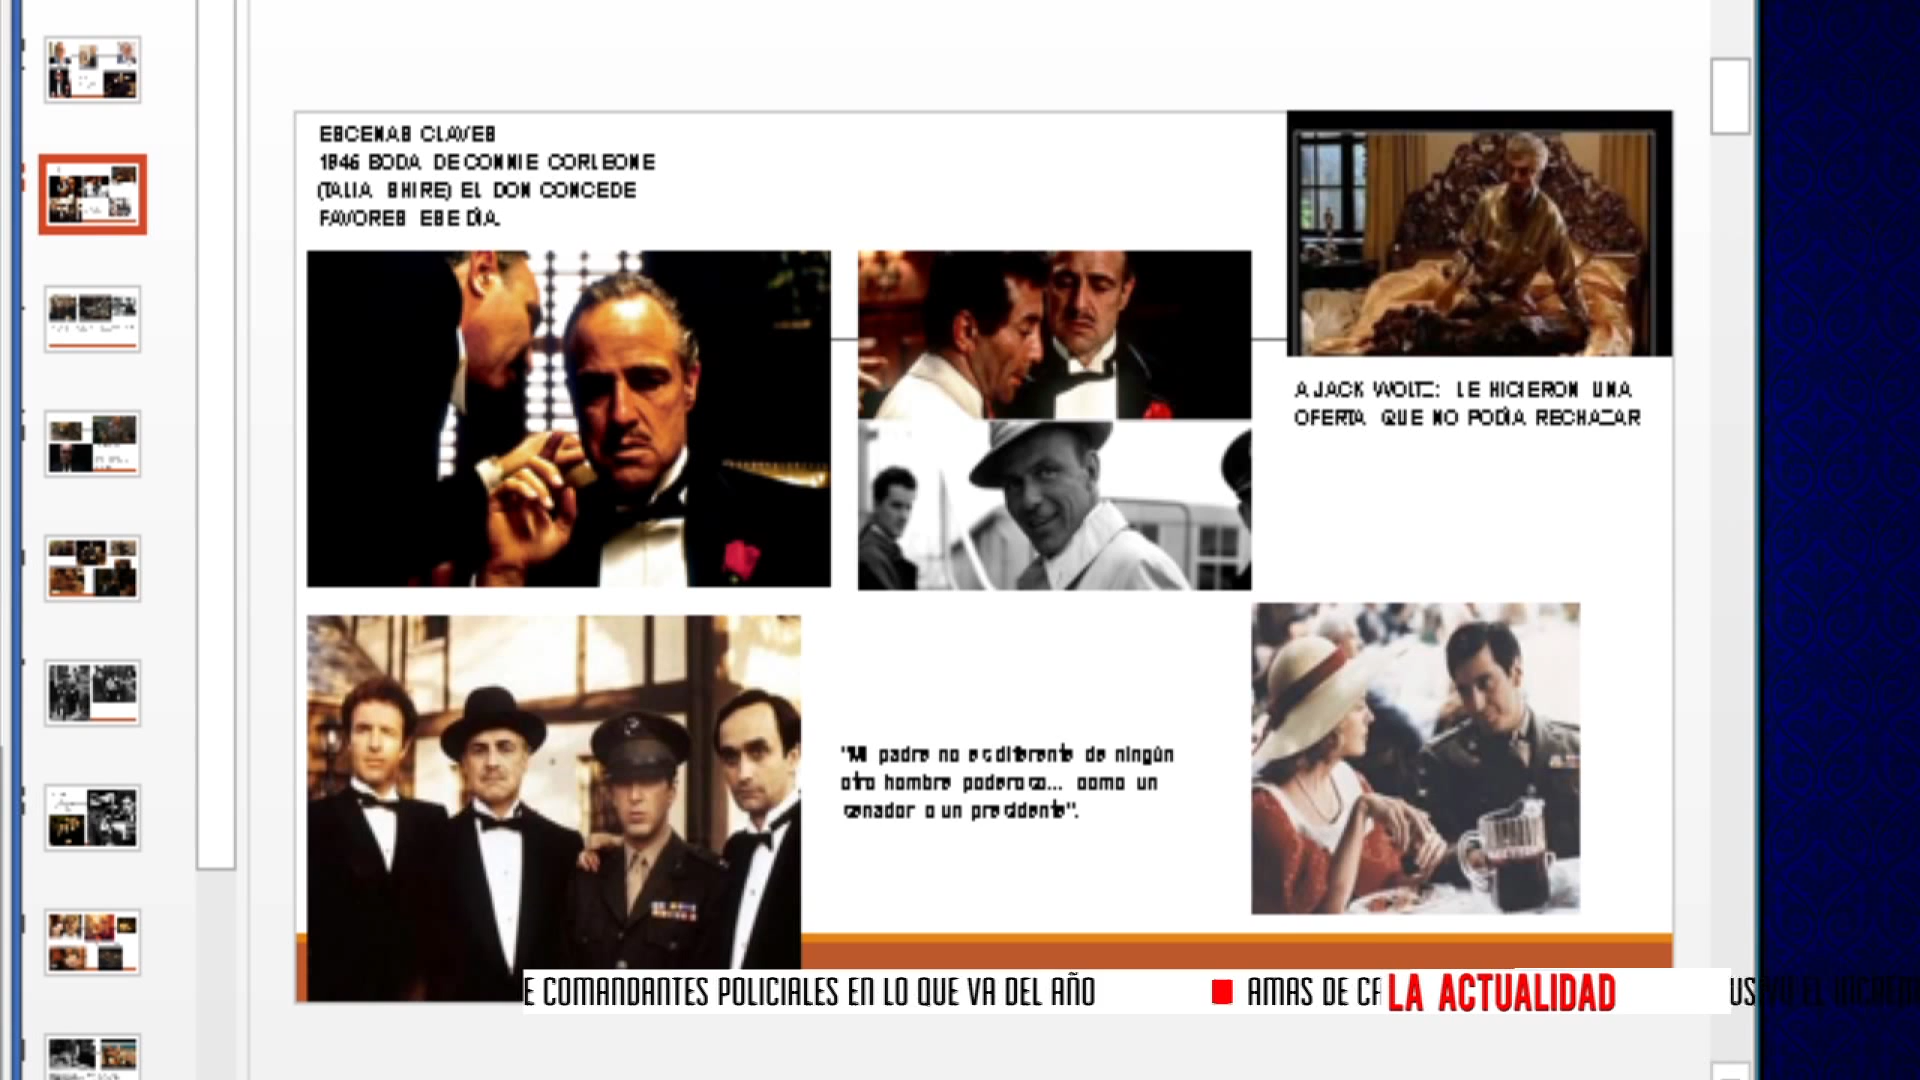 ESCENAS CLAVES
1946 BODA DE CONNIE CORLEONE
(TALIA SHIRE) EL DON CONCEDE
FAVORES ESE DÍA.
A JACK WOLTZ: LE HICIERON UNA
OFERTA QUE NO PODÍA RECHAZAR
"Mi padre no es diferente de ningún
otro hombre poderoso... como un
senador o un presidente".
E COMANDANTES POLICIALES EN LO QUE VA DEL AÑO
AMAS DE CA
LA ACTUALIDAD